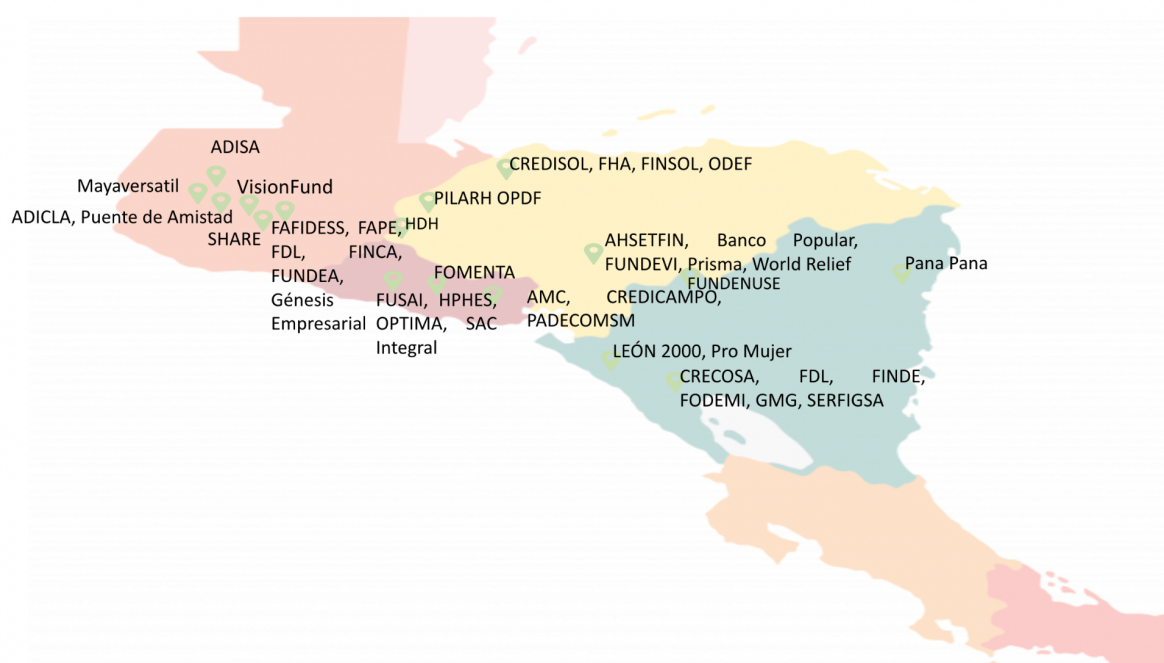 ADISA
Mayaversatil
VisionFund
ADICLA, Puente de Amistad
SHARE
FAFIDESS, FAPE,
FDL, FINCA,
FUNDEA,
Génesis
Empresarial
CREDISOL, FHA, FINSOL, ODEF
PILARH OPDF
HDH
AHSETFIN, Banco Popular,
FUNDEVI, Prisma, World Relief
FUNDENUSE
Pana Pana
FOMENTA
FUSAI, HPHES,
OPTIMA, SAC
Integral
AMC, CREDICAMPO,
PADECOMSM
LEÓN 2000, Pro Mujer
CRECOSA, FDL, FINDE,
FODEMI, GMG, SERFIGSA